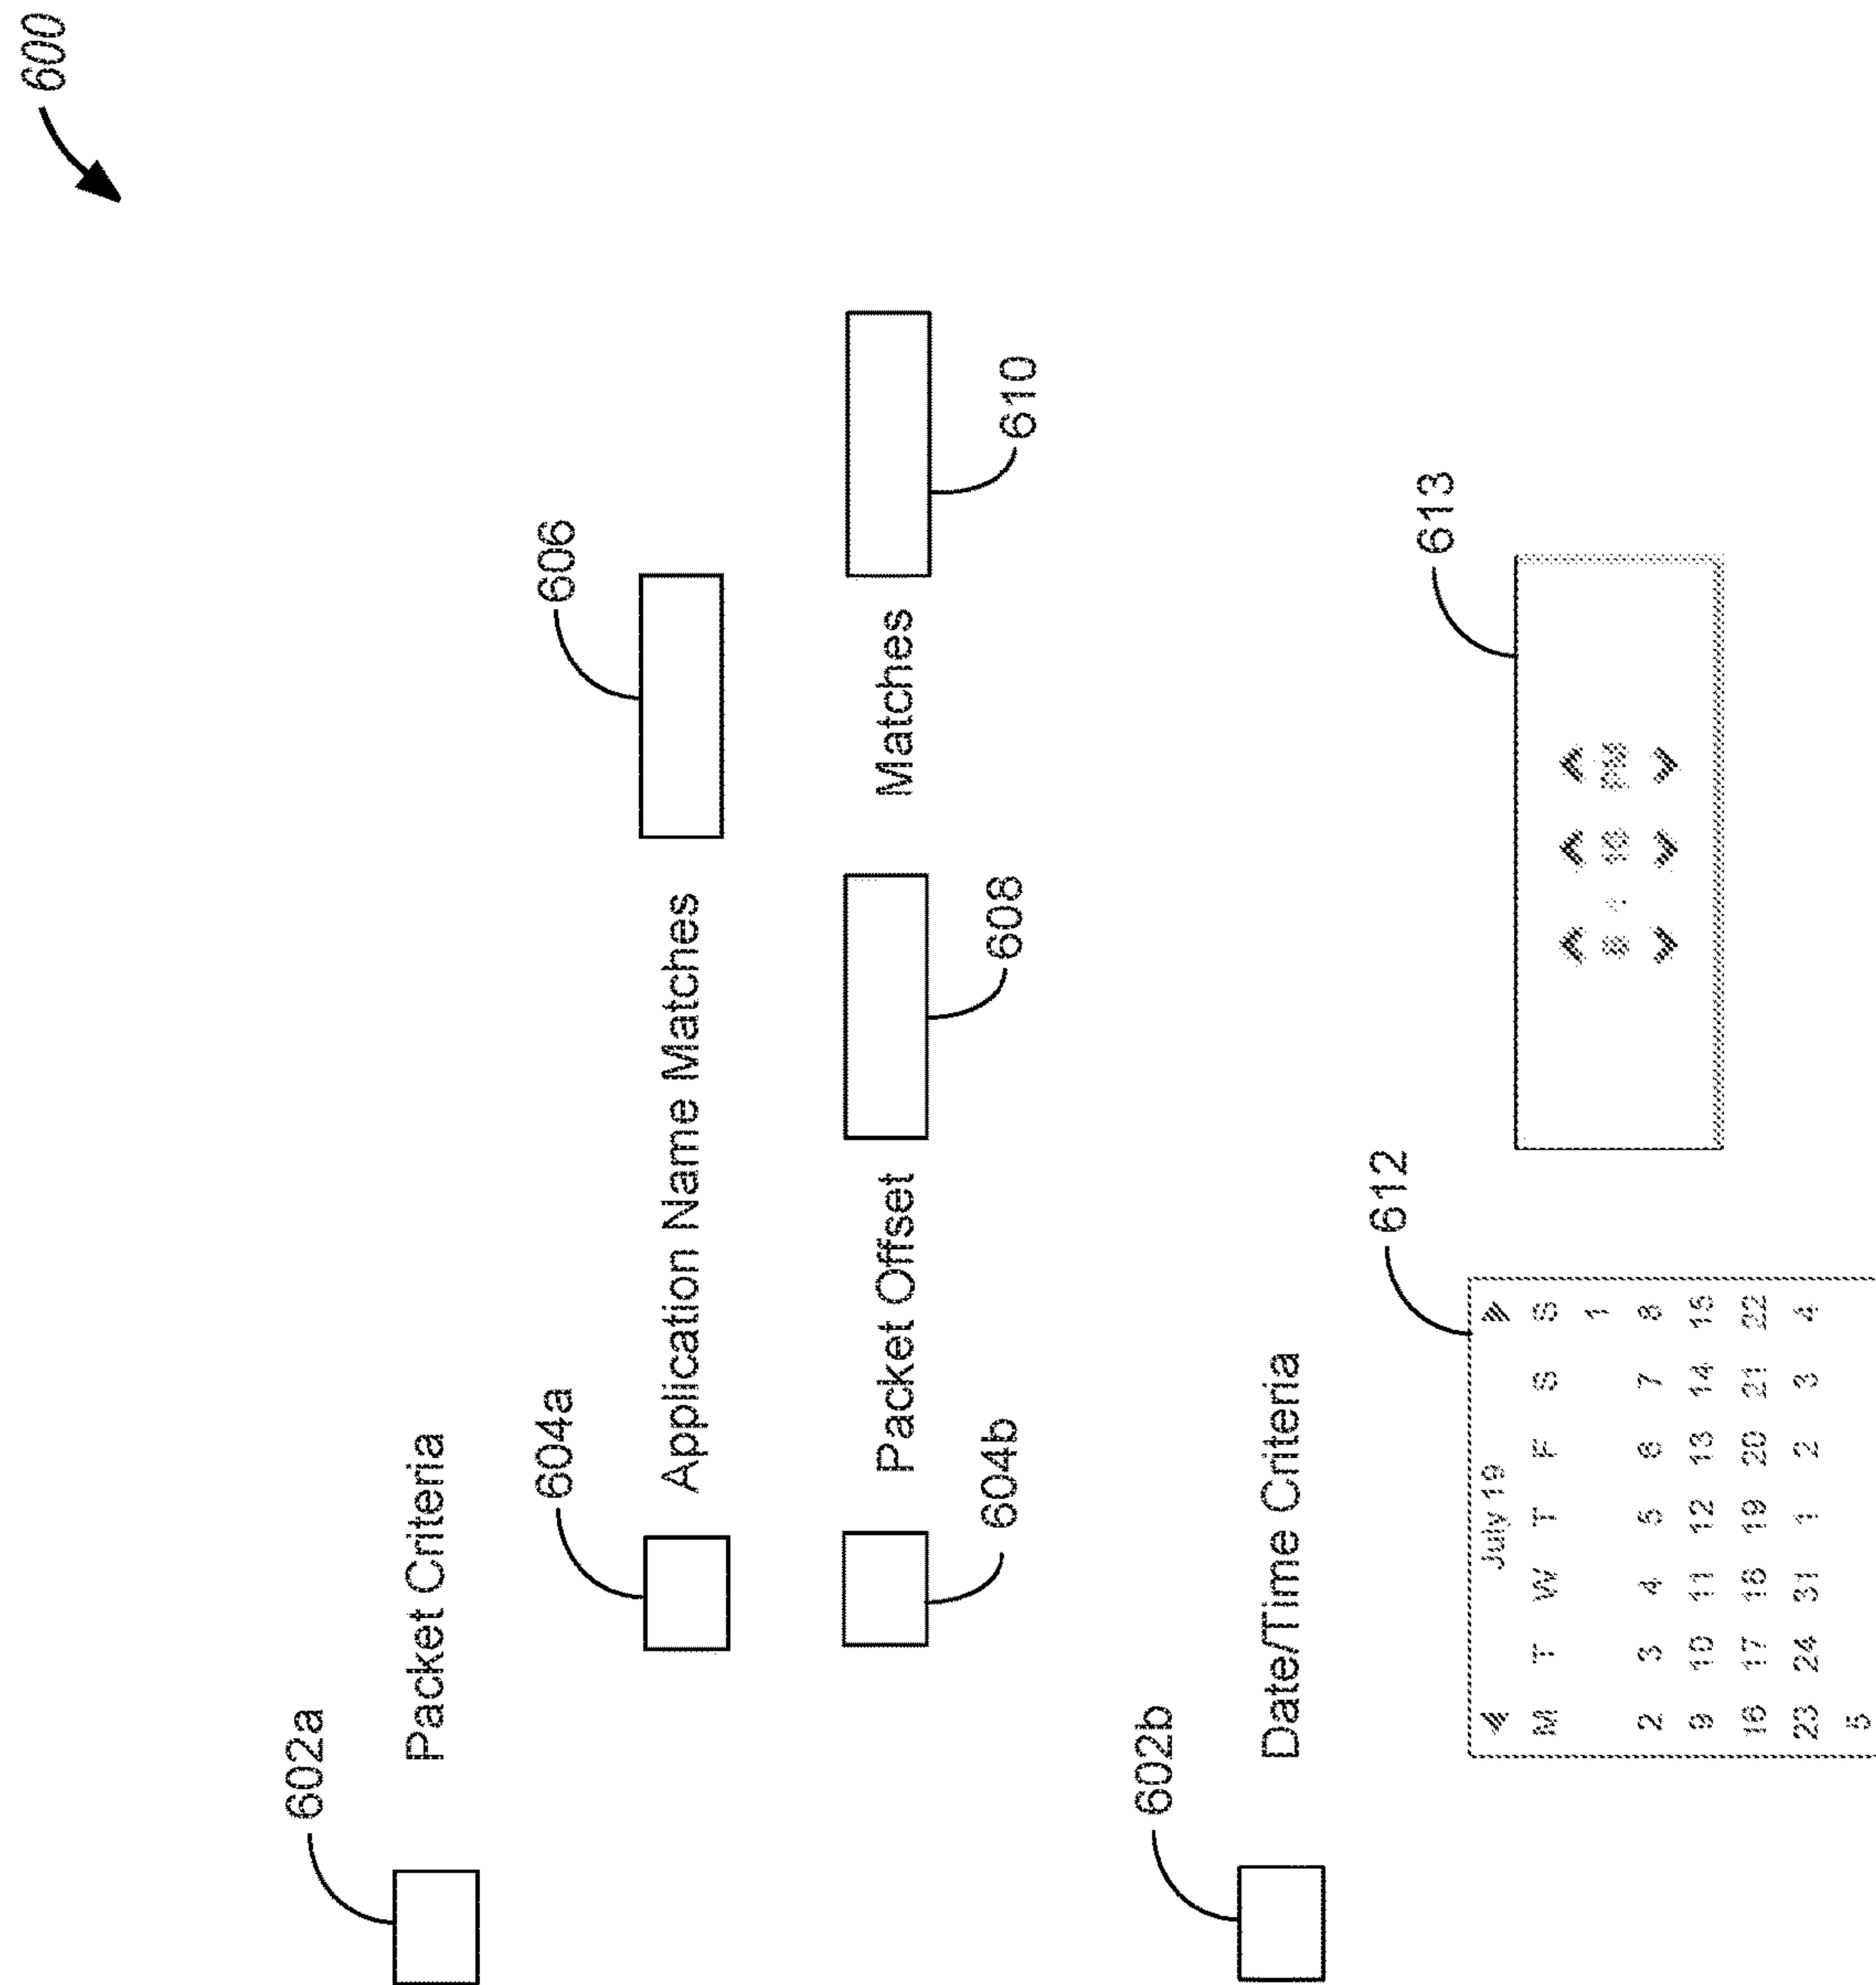 600
602a
Packet Criteria
604a
606
Application Name Matches
Packet Offset
Matches
604b
608
610
602b
Date/Time Criteria
612
613
July 19
M T W T F S S
1
2 3 4 5 6 7 8
9 10 11 12 13 14 15
16 17 18 19 20 21 22
23 24 31 1 2 3 4
5
PM